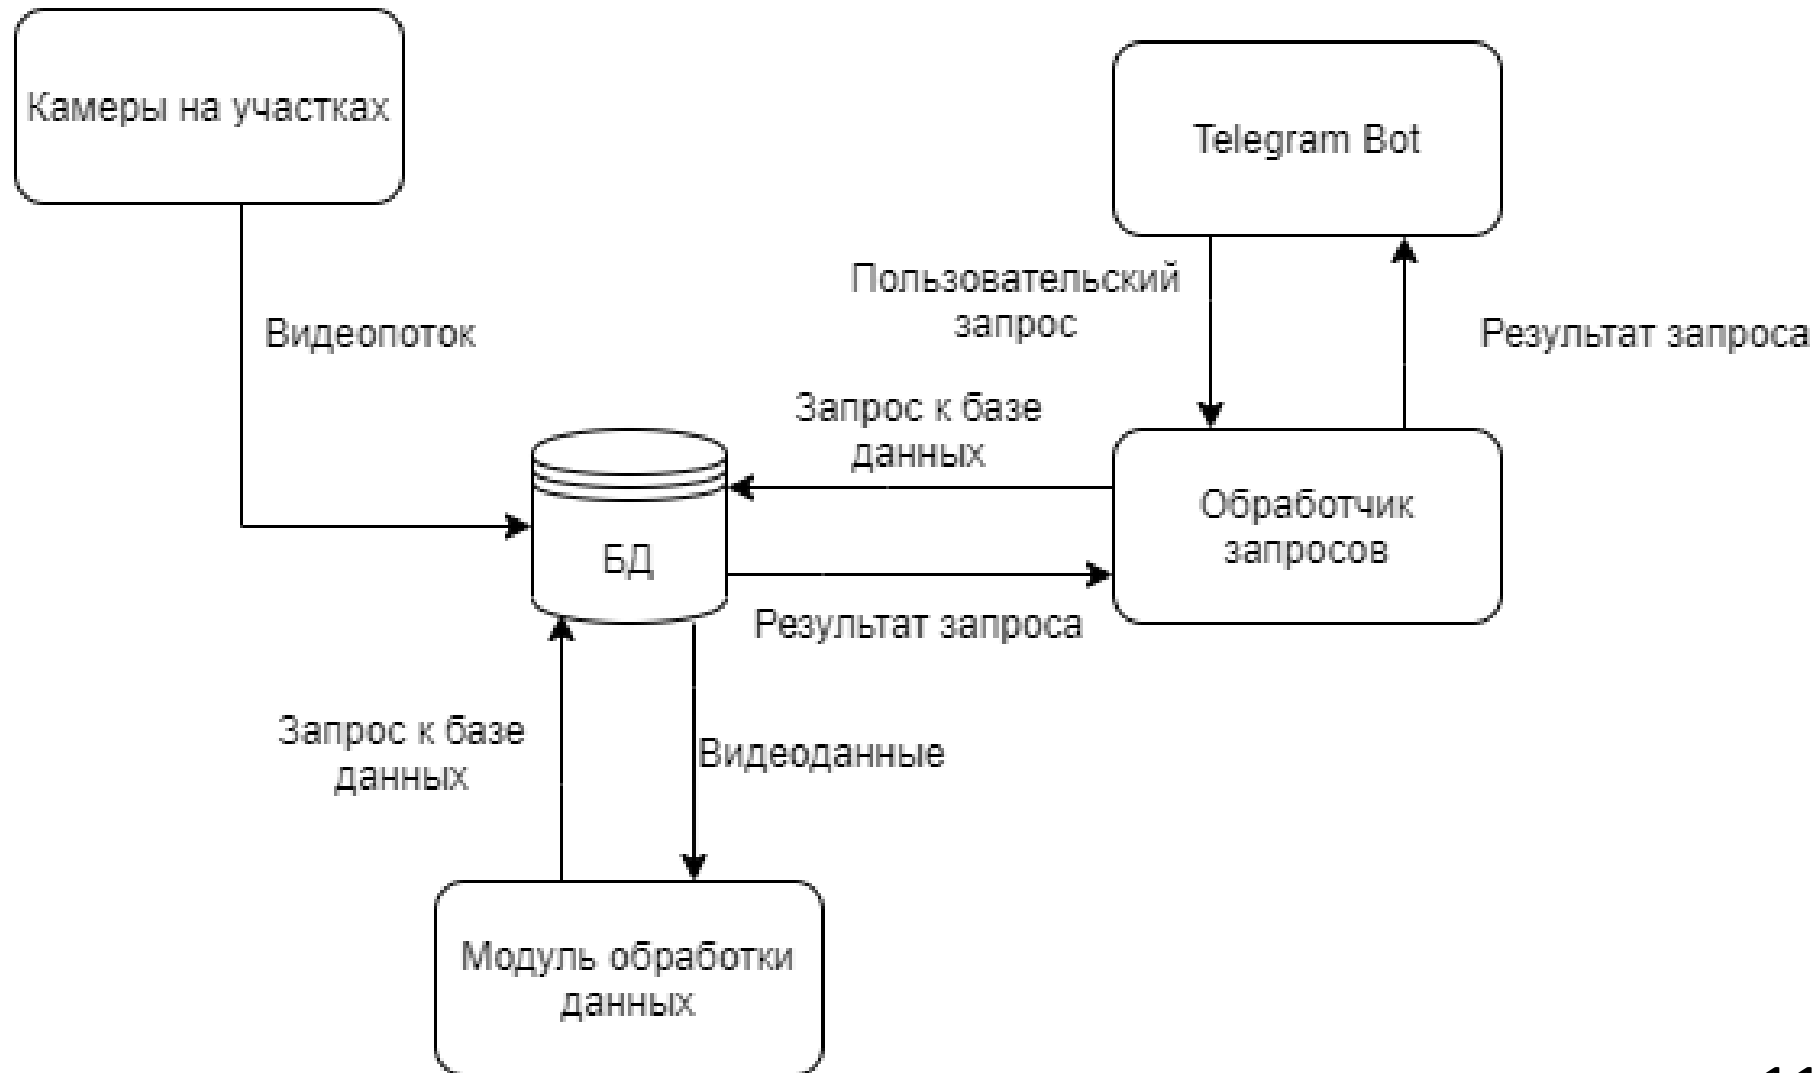 Камеры на участках
Telegram Bot
Пользовательский
запрос
Видеопоток
Результат запроса
Запрос к базе
данных
Обработчик
запросов
БД
Результат запроса
Запрос к базе
данных
Видеоданные
Модуль обработки
данных